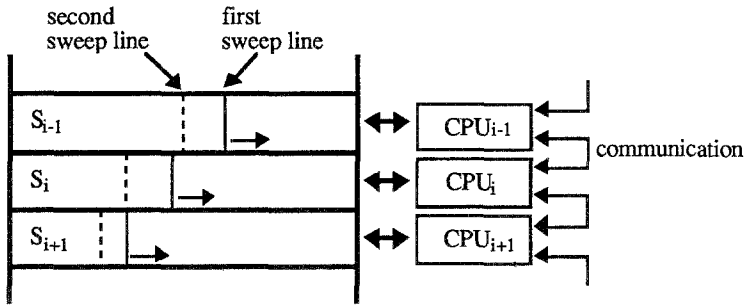 second
sweep line
first
sweep line
S_{i-1}
CPU_{i-1}
communication
S_i
CPU_i
S_{i+1}
CPU_{i+1}